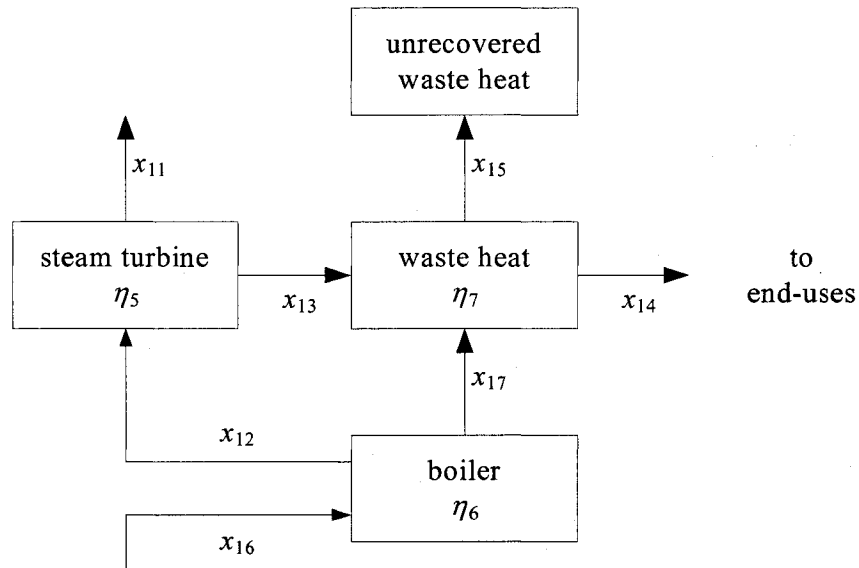 unrecovered
waste heat
x₁₁
x₁₅
steam turbine
η₅
x₁₃
waste heat
η₇
x₁₄
to
end-uses
x₁₇
x₁₂
boiler
η₆
x₁₆